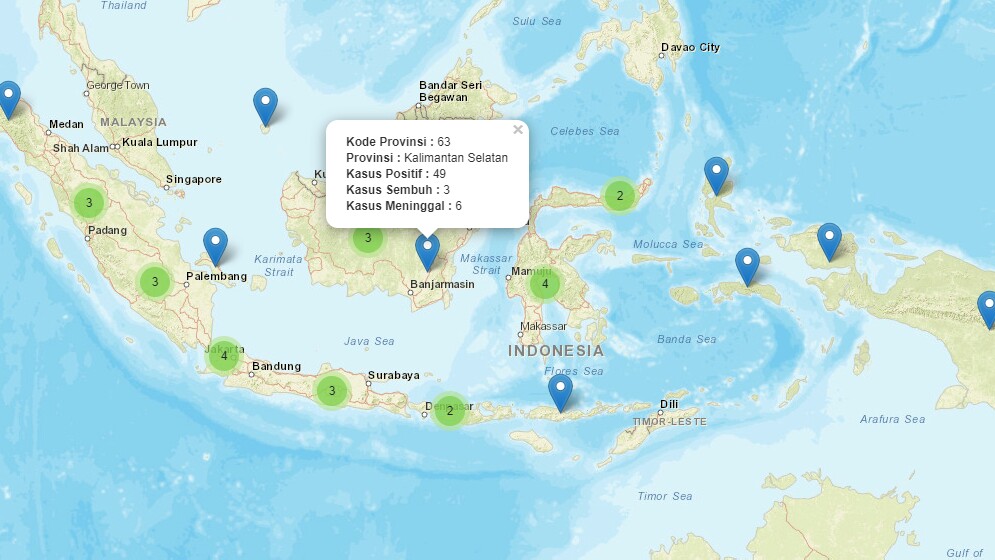 Thailand
Sulu Sea
Davao City
George Town
Bandar Seri
Begawan
MALAYSIA
Medan
Shah Alam
Kuala Lumpur
Celebes Sea
×
Kode Provinsi : 63
Provinsi : Kalimantan Selatan
Kasus Positif : 49
Kasus Sembuh : 3
Kasus Meninggal : 6
Singapore
Ku
3
2
Padang
3
Molucca Sea
Karimata
Strait
Makassar
Strait
Mamuju
Palembang
3
4
Banjarmasin
Makassar
Java Sea
Banda Sea
INDONESIA
Jakarta
4
Bandung
Surabaya
Flores Sea
3
Denpasar
2
Dili
TIMOR-LESTE
Arafura Sea
Timor Sea
Gulf of